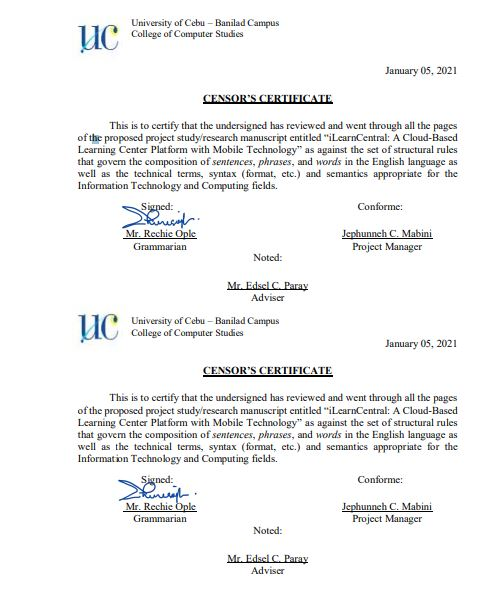 UC
University of Cebu – Banilad Campus
College of Computer Studies
January 05, 2021
CENSOR'S CERTIFICATE
This is to certify that the undersigned has reviewed and went through all the pages
of the proposed project study/research manuscript entitled “iLearnCentral: A Cloud-Based
Learning Center Platform with Mobile Technology” as against the set of structural rules
that govern the composition of sentences, phrases, and words in the English language as
well as the technical terms, syntax (format, etc.) and semantics appropriate for the
Information Technology and Computing fields.
Signed: Conforme:
Mr. Rechie Ople Jephunneh C. Mabini
Grammarian Project Manager
Noted:
Mr. Edsel C. Paray
Adviser
UC
University of Cebu – Banilad Campus
College of Computer Studies
January 05, 2021
CENSOR'S CERTIFICATE
This is to certify that the undersigned has reviewed and went through all the pages
of the proposed project study/research manuscript entitled “iLearnCentral: A Cloud-Based
Learning Center Platform with Mobile Technology” as against the set of structural rules
that govern the composition of sentences, phrases, and words in the English language as
well as the technical terms, syntax (format, etc.) and semantics appropriate for the
Information Technology and Computing fields.
Signed: Conforme:
Mr. Rechie Ople Jephunneh C. Mabini
Grammarian Project Manager
Noted:
Mr. Edsel C. Paray
Adviser